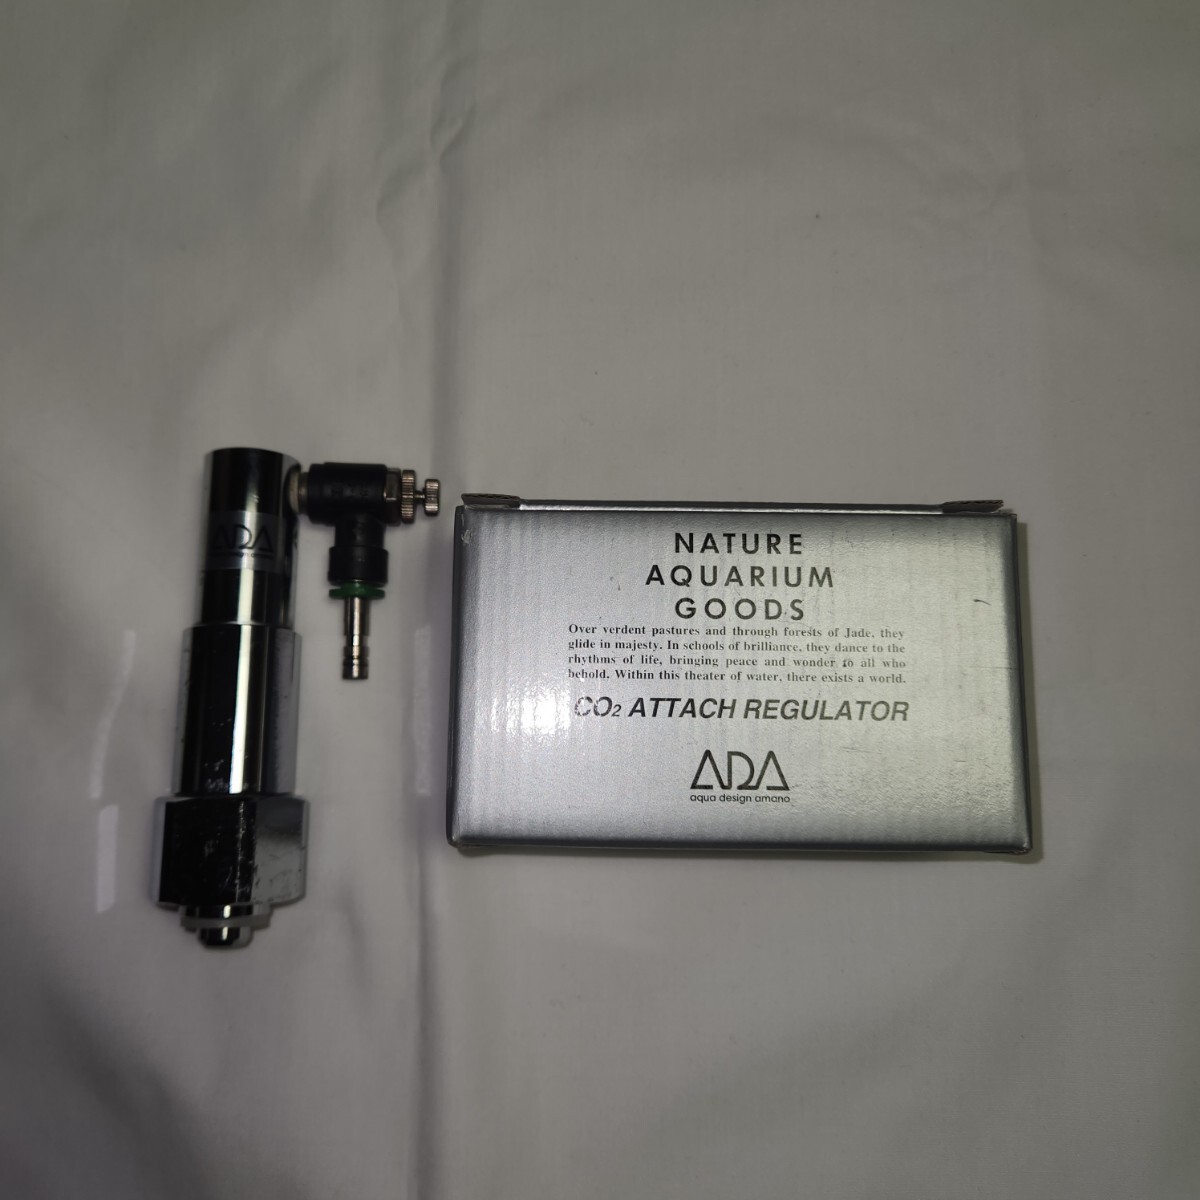 ADA
NATURE
AQUARIUM
GOODS
Over verdent pastures and through forests of Jade, they
glide in majesty. In schools of brilliance, they dance to the
rhythms of life, bringing peace and wonder to all who
behold. Within this theater of water, there exists a world.
CO₂ ATTACH REGULATOR
ADA
aqua design amano